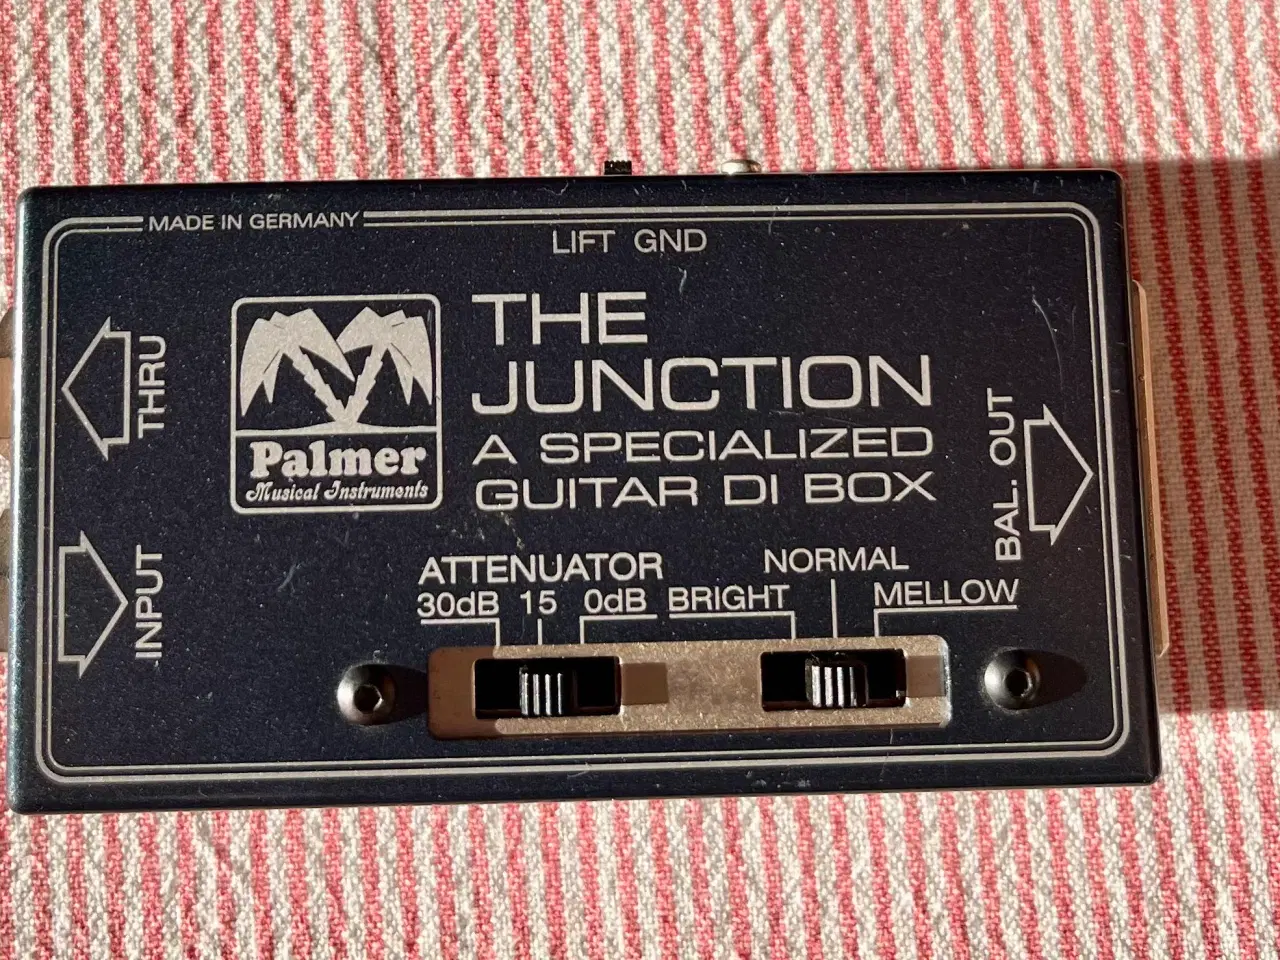 MADE IN GERMANY
LIFT GND
THRU
THE
JUNCTION
A SPECIALIZED
GUITAR DI BOX
Palmer
Musical Instruments
BAL. OUT
INPUT
ATTENUATOR
30dB 15 0dB
BRIGHT NORMAL MELLOW